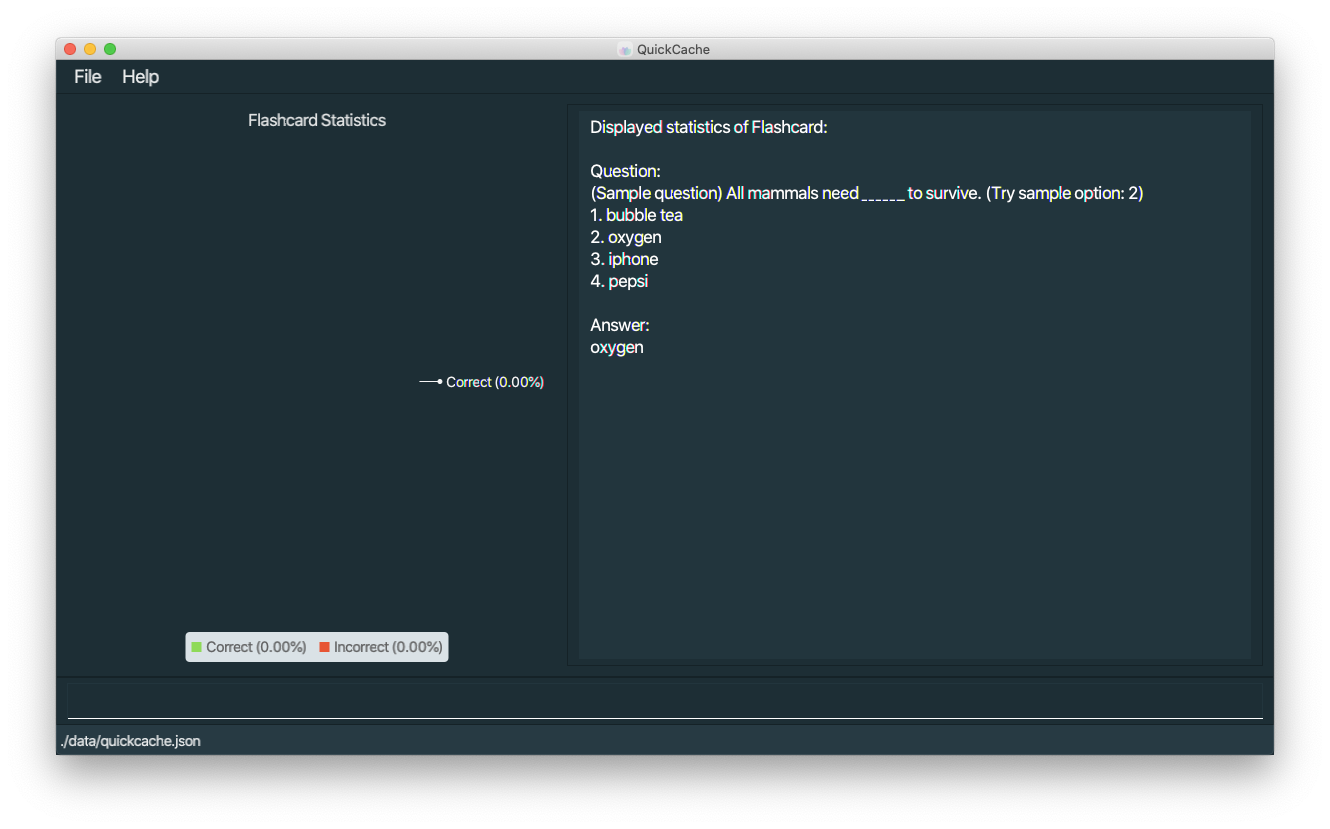 QuickCache
File Help
Flashcard Statistics
Correct (0.00%)
Correct (0.00%) Incorrect (0.00%)
Displayed statistics of Flashcard:
Question:
(Sample question) All mammals need ______ to survive. (Try sample option: 2)
1. bubble tea
2. oxygen
3. iphone
4. pepsi
Answer:
oxygen
./data/quickcache.json